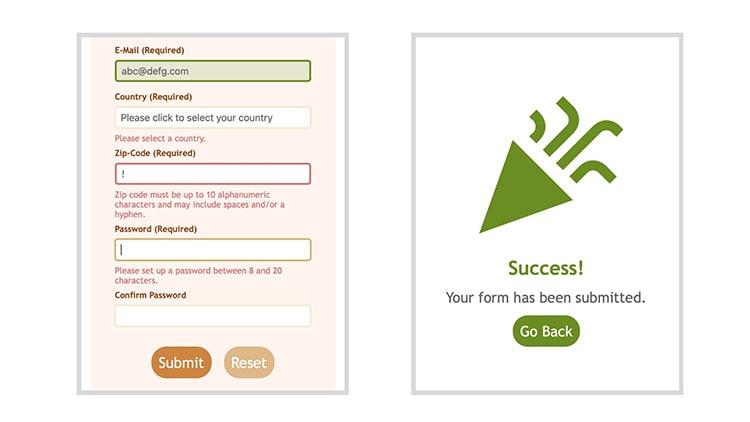 E-Mail (Required)
abc@defg.com
Country (Required)
Please click to select your country
Please select a country.
Zip-Code (Required)
!
Zip code must be up to 10 alphanumeric
characters and may include spaces and/or a
hyphen.
Password (Required)
Please set up a password between 8 and 20
characters.
Confirm Password
Submit
Reset
Success!
Your form has been submitted.
Go Back